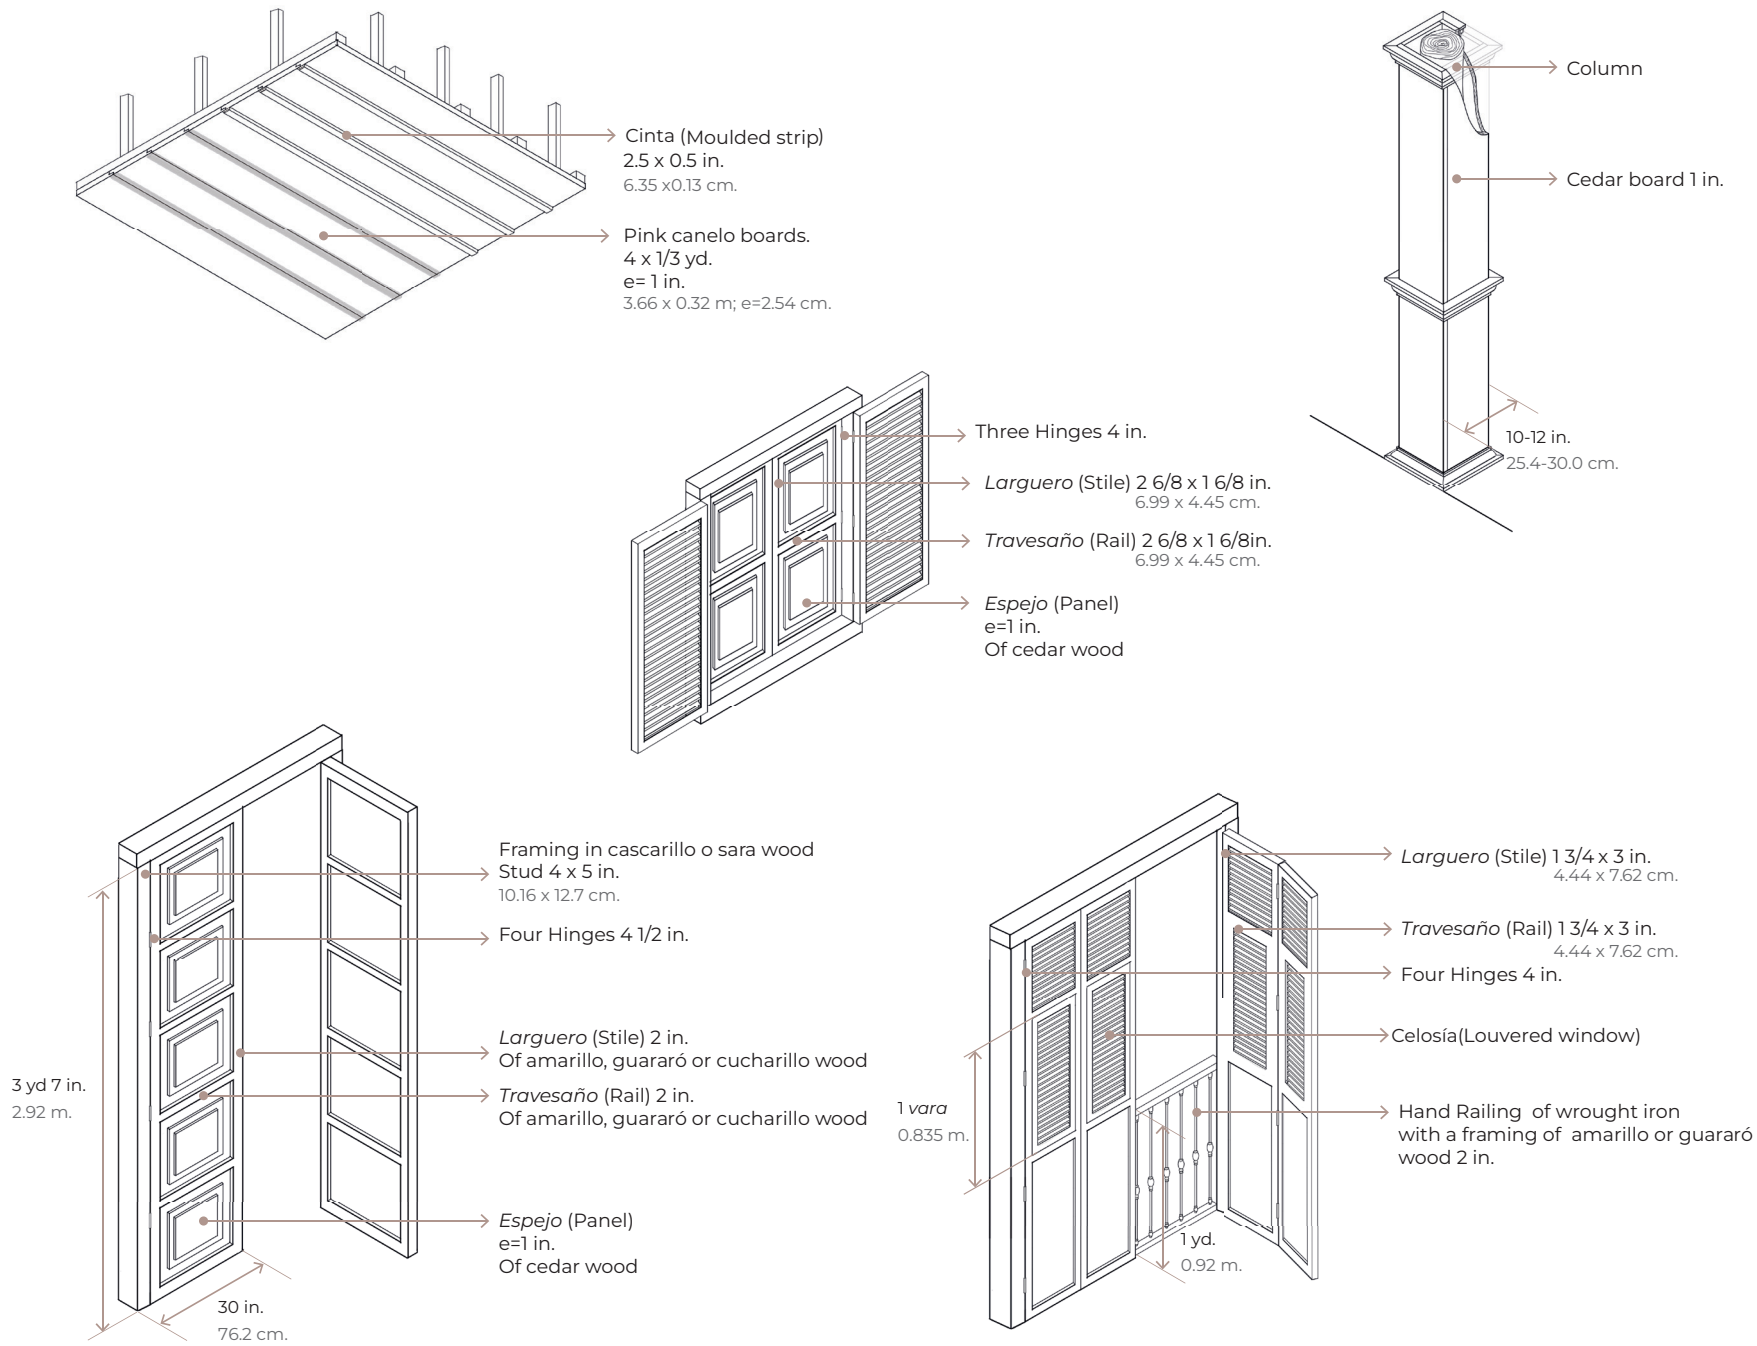 Cinta (Moulded strip)
2.5 x 0.5 in.
6.35 x0.13 cm.
Pink canelo boards.
4 x 1/3 yd.
e= 1 in.
3.66 x 0.32 m; e=2.54 cm.
Column
Cedar board 1 in.
10-12 in.
25.4-30.0 cm.
Three Hinges 4 in.
Larguero (Stile) 2 6/8 x 1 6/8 in.
6.99 x 4.45 cm.
Travesaño (Rail) 2 6/8 x 1 6/8in.
6.99 x 4.45 cm.
Espejo (Panel)
e=1 in.
Of cedar wood
Framing in cascarillo o sara wood
Stud 4 x 5 in.
10.16 x 12.7 cm.
Four Hinges 4 1/2 in.
Larguero (Stile) 2 in.
Of amarillo, guararó or cucharillo wood
Travesaño (Rail) 2 in.
Of amarillo, guararó or cucharillo wood
Espejo (Panel)
e=1 in.
Of cedar wood
3 yd 7 in.
2.92 m.
30 in.
76.2 cm.
Larguero (Stile) 1 3/4 x 3 in.
4.44 x 7.62 cm.
Travesaño (Rail) 1 3/4 x 3 in.
4.44 x 7.62 cm.
Four Hinges 4 in.
Celosía(Louvered window)
Hand Railing of wrought iron
with a framing of amarillo or guararó
wood 2 in.
1 vara
0.835 m.
1 yd.
0.92 m.